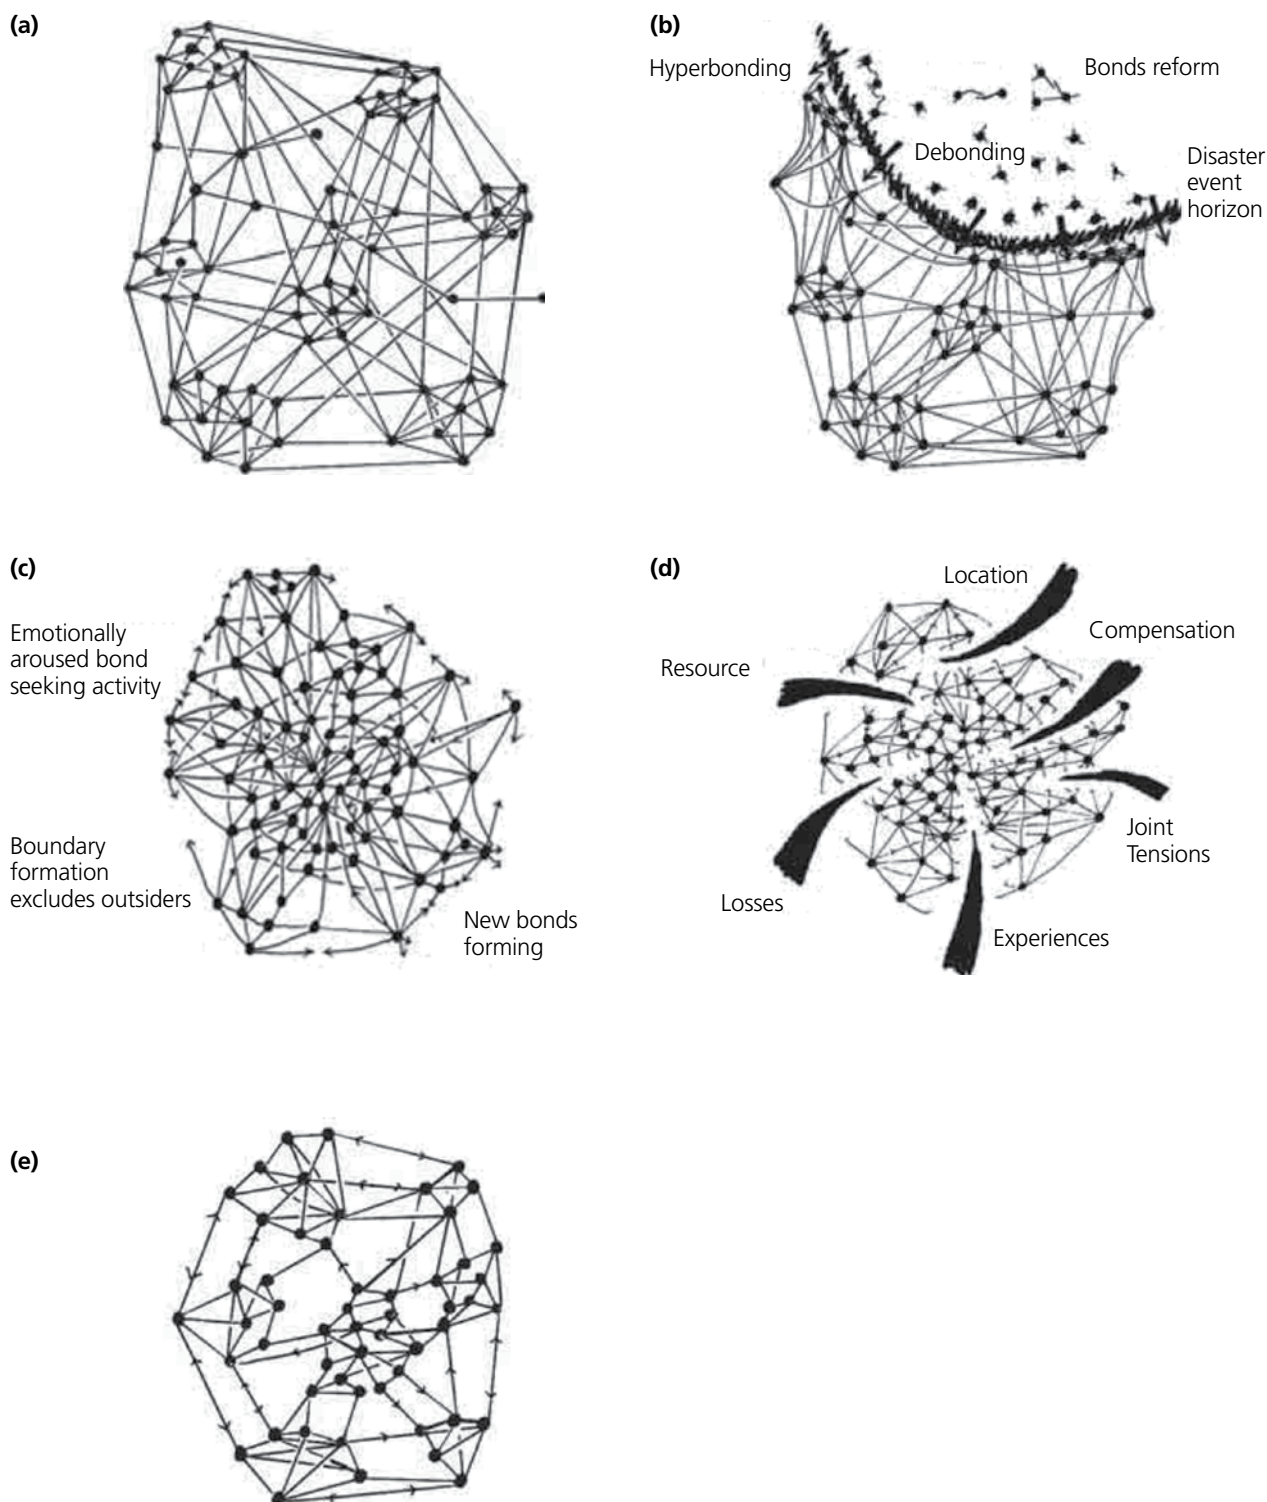 (a)
(b)
Hyperbonding
Bonds reform
Debonding
Disaster
event
horizon
(c)
Emotionally
aroused bond
seeking activity
Boundary
formation
excludes outsiders
New bonds
forming
(d)
Location
Compensation
Resource
Joint
Tensions
Losses
Experiences
(e)